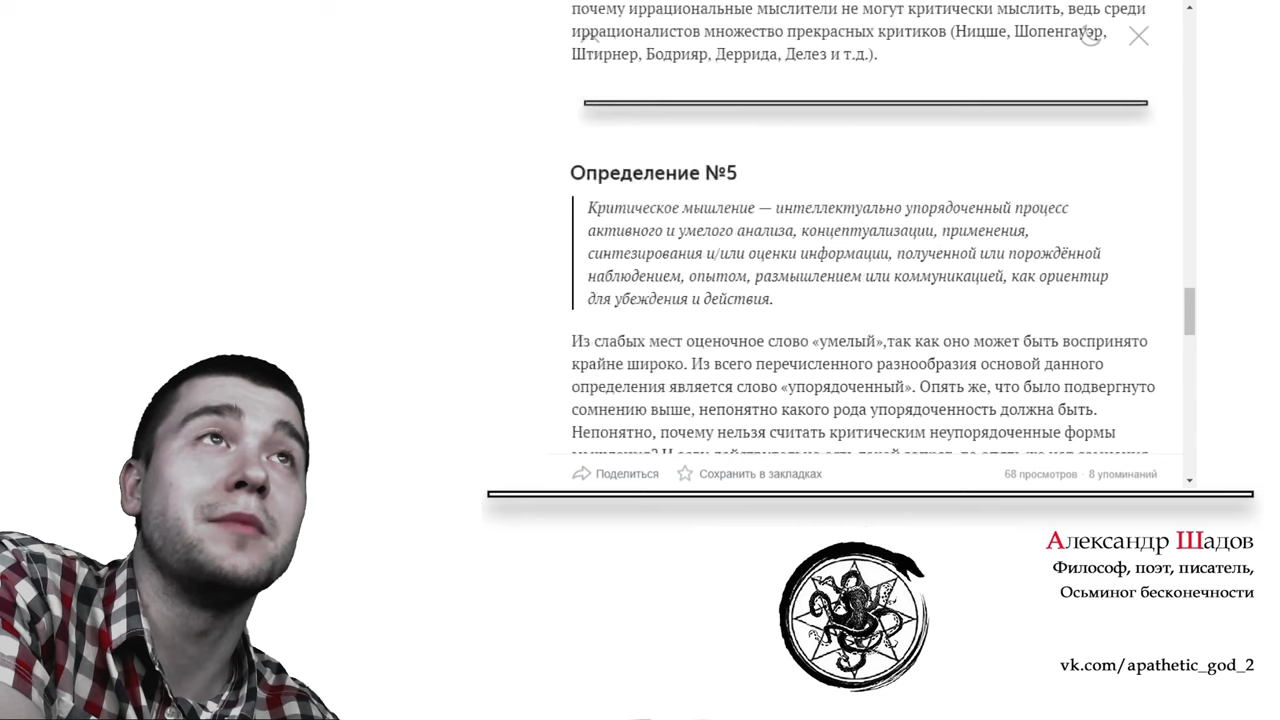 почему иррациональные мыслители не могут критически мыслить, ведь среди
иррационалистов множество прекрасных критиков (Ницше, Шопенгауэр,
Штирнер, Бодрияр, Деррида, Делез и т.д.).
Определение №5
Критическое мышление — интеллектуально упорядоченный процесс
активного и умелого анализа, концептуализации, применения,
синтезирования и/или оценки информации, полученной или порождённой
наблюдением, опытом, размышлением или коммуникацией, как ориентир
для убеждения и действия.
Из слабых мест оценочное слово «умелый»,так как оно может быть воспринято
крайне широко. Из всего перечисленного разнообразия основой данного
определения является слово «упорядоченный». Опять же, что было подвергнуто
сомнению выше, непонятно какого рода упорядоченность должна быть.
Непонятно, почему нельзя считать критическим неупорядоченные формы
Поделиться Сохранить в закладках 68 просмотров · 8 упоминаний
Александр Шадов
Философ, поэт, писатель,
Осьминог бесконечности
vk.com/apathetic_god_2